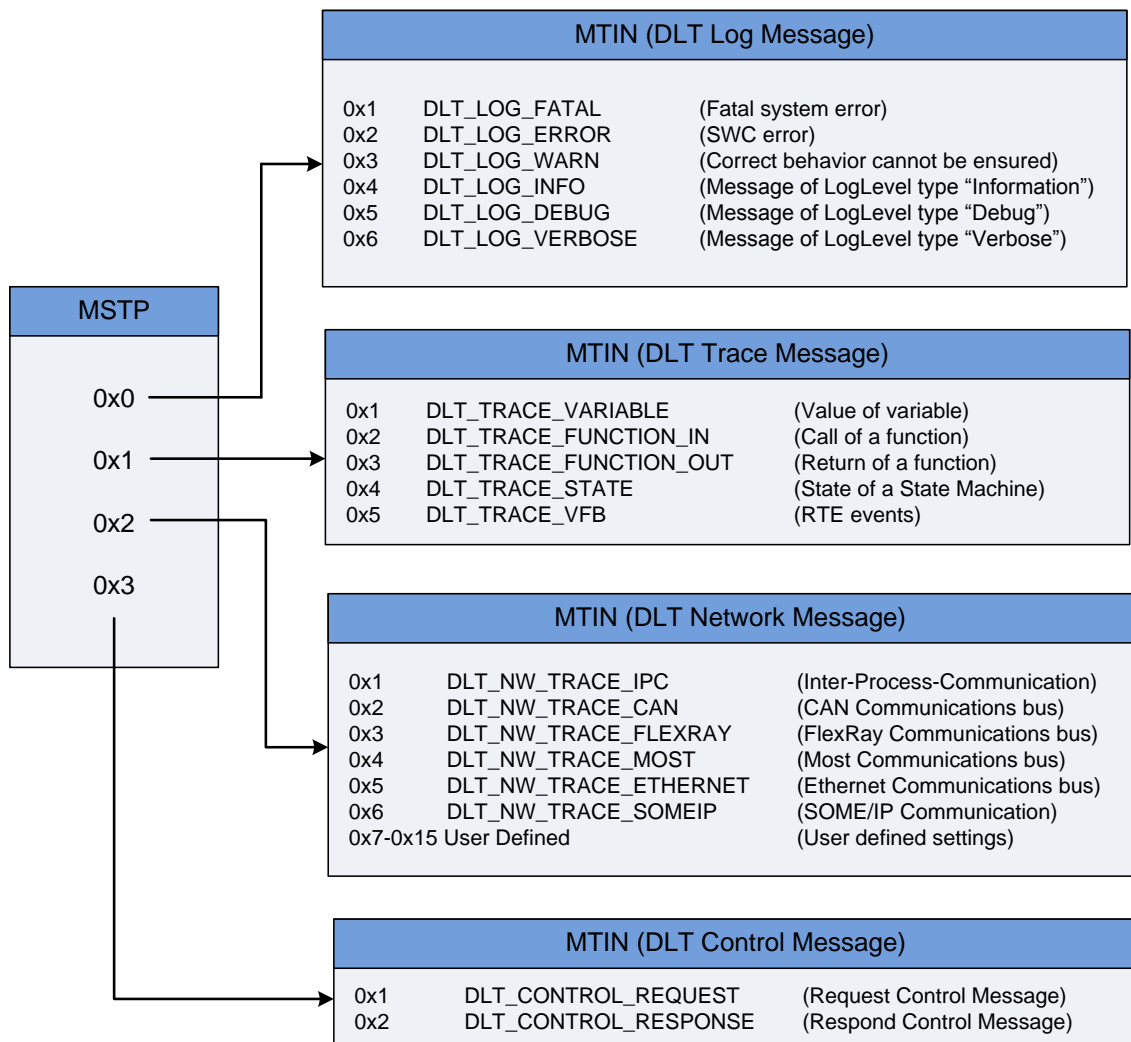 MTIN (DLT Log Message)
0x1 DLT_LOG_FATAL (Fatal system error)
0x2 DLT_LOG_ERROR (SWC error)
0x3 DLT_LOG_WARN (Correct behavior cannot be ensured)
0x4 DLT_LOG_INFO (Message of LogLevel type “Information”)
0x5 DLT_LOG_DEBUG (Message of LogLevel type “Debug”)
0x6 DLT_LOG_VERBOSE (Message of LogLevel type “Verbose”)
MSTP
0x0
0x1
0x2
0x3
MTIN (DLT Trace Message)
0x1 DLT_TRACE_VARIABLE (Value of variable)
0x2 DLT_TRACE_FUNCTION_IN (Call of a function)
0x3 DLT_TRACE_FUNCTION_OUT (Return of a function)
0x4 DLT_TRACE_STATE (State of a State Machine)
0x5 DLT_TRACE_VFB (RTE events)
MTIN (DLT Network Message)
0x1 DLT_NW_TRACE_IPC (Inter-Process-Communication)
0x2 DLT_NW_TRACE_CAN (CAN Communications bus)
0x3 DLT_NW_TRACE_FLEXRAY (FlexRay Communications bus)
0x4 DLT_NW_TRACE_MOST (Most Communications bus)
0x5 DLT_NW_TRACE_ETHERNET (Ethernet Communications bus)
0x6 DLT_NW_TRACE_SOMEIP (SOME/IP Communication)
0x7-0x15 User Defined (User defined settings)
MTIN (DLT Control Message)
0x1 DLT_CONTROL_REQUEST (Request Control Message)
0x2 DLT_CONTROL_RESPONSE (Respond Control Message)